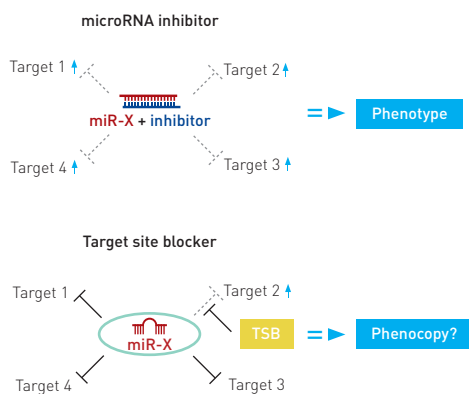 microRNA inhibitor
Target 1
Target 2
miR-X + inhibitor
Phenotype
Target 4
Target 3
Target site blocker
Target 1
Target 2
miR-X
TSB
Phenocopy?
Target 4
Target 3